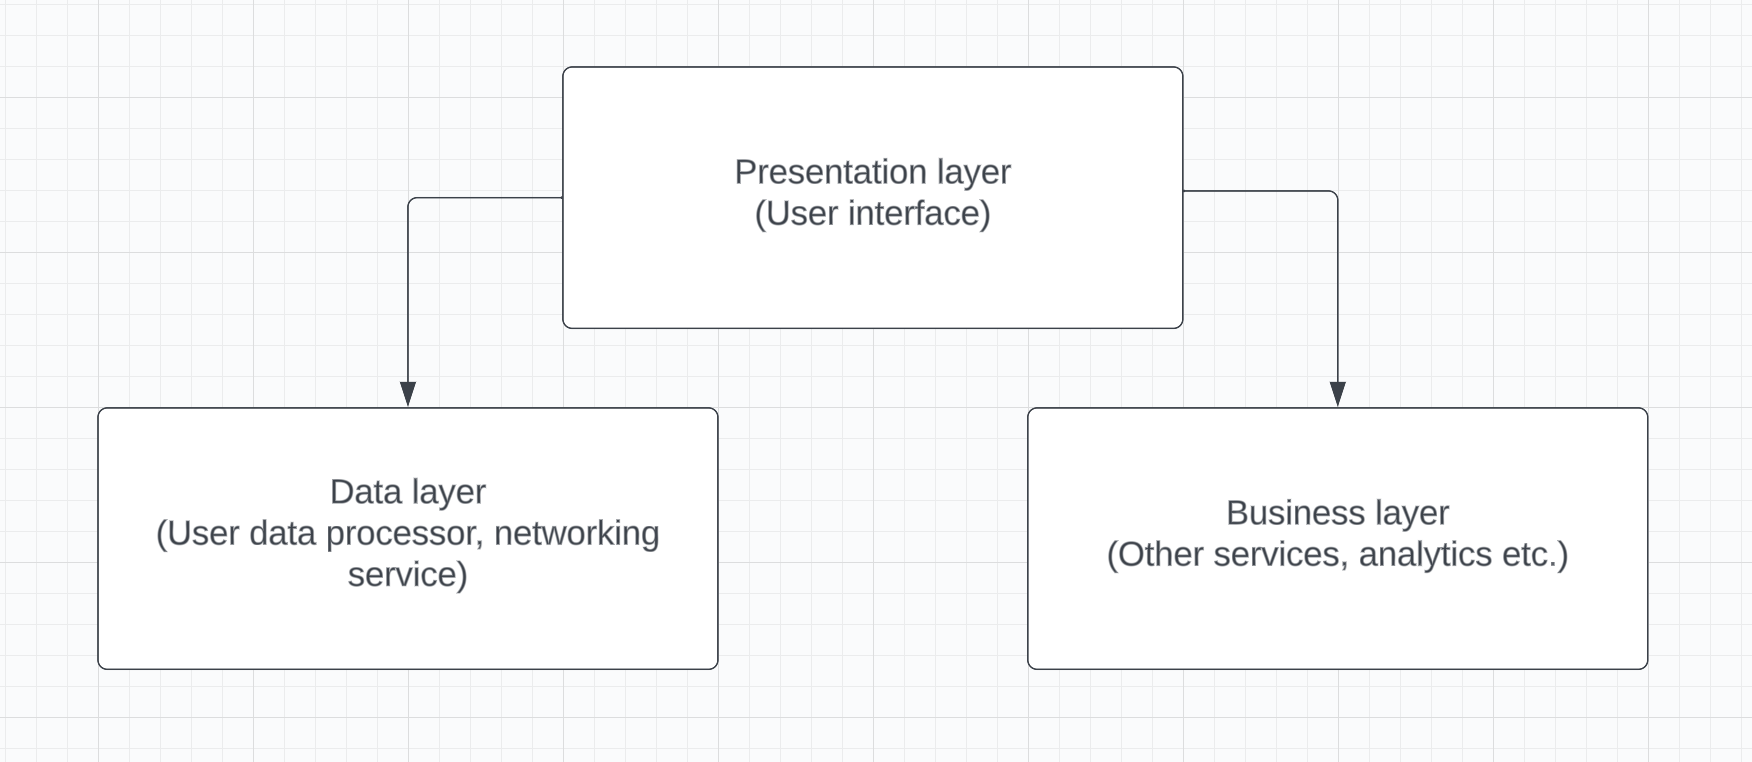 Presentation layer
(User interface)
Data layer
(User data processor, networking
service)
Business layer
(Other services, analytics etc.)